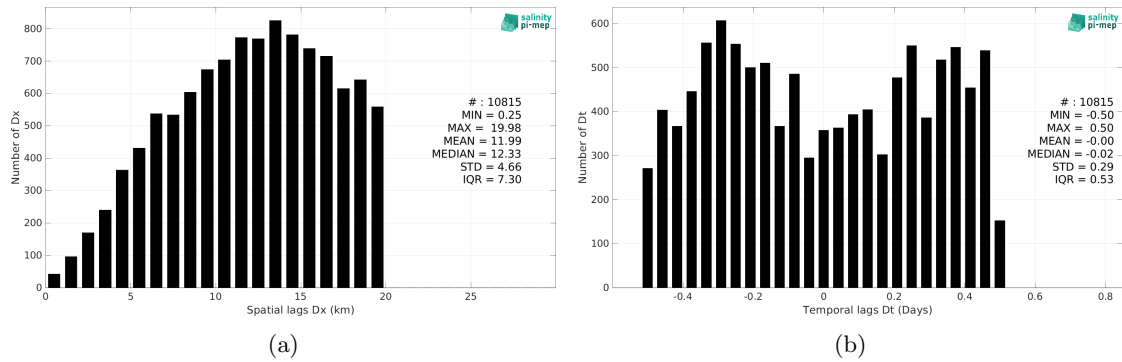 800
700
600
500
400
300
200
100
0
Number of Dx
0
5
10
15
20
25
Spatial lags Dx (km)
salinity
pi-mep
# : 10815
MIN = 0.25
MAX = 19.98
MEAN = 11.99
MEDIAN = 12.33
STD = 4.66
IQR = 7.30
(a)
600
500
400
300
200
100
0
Number of Dt
-0.4
-0.2
0
0.2
0.4
0.6
0.8
Temporal lags Dt (Days)
salinity
pi-mep
# : 10815
MIN = -0.50
MAX = 0.50
MEAN = -0.00
MEDIAN = -0.02
STD = 0.29
IQR = 0.53
(b)